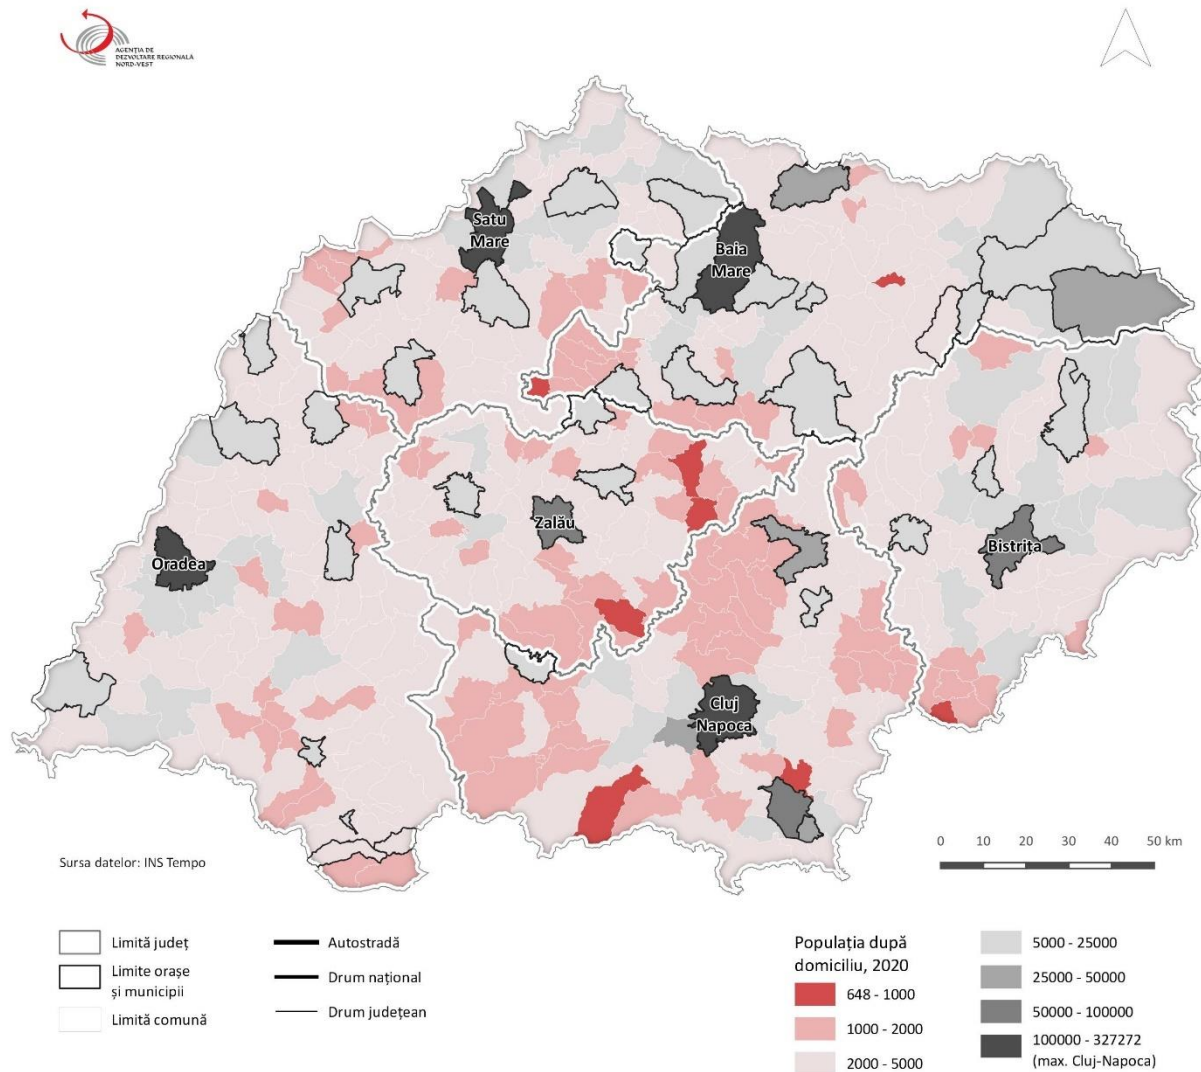 AGENȚIA DE
DEZVOLTARE REGIONALĂ
NORD-VEST
Satu
Mare
Baia
Mare
Zalău
Oradea
Bistrița
Cluj
Napoca
Sursa datelor: INS Tempo
0 10 20 30 40 50 km
Limită județ
Limite orașe
și municipii
Limită comună
Autostradă
Drum național
Drum județean
Populația după
domiciliu, 2020
648 - 1000
1000 - 2000
2000 - 5000
5000 - 25000
25000 - 50000
50000 - 100000
100000 - 327272
(max. Cluj-Napoca)